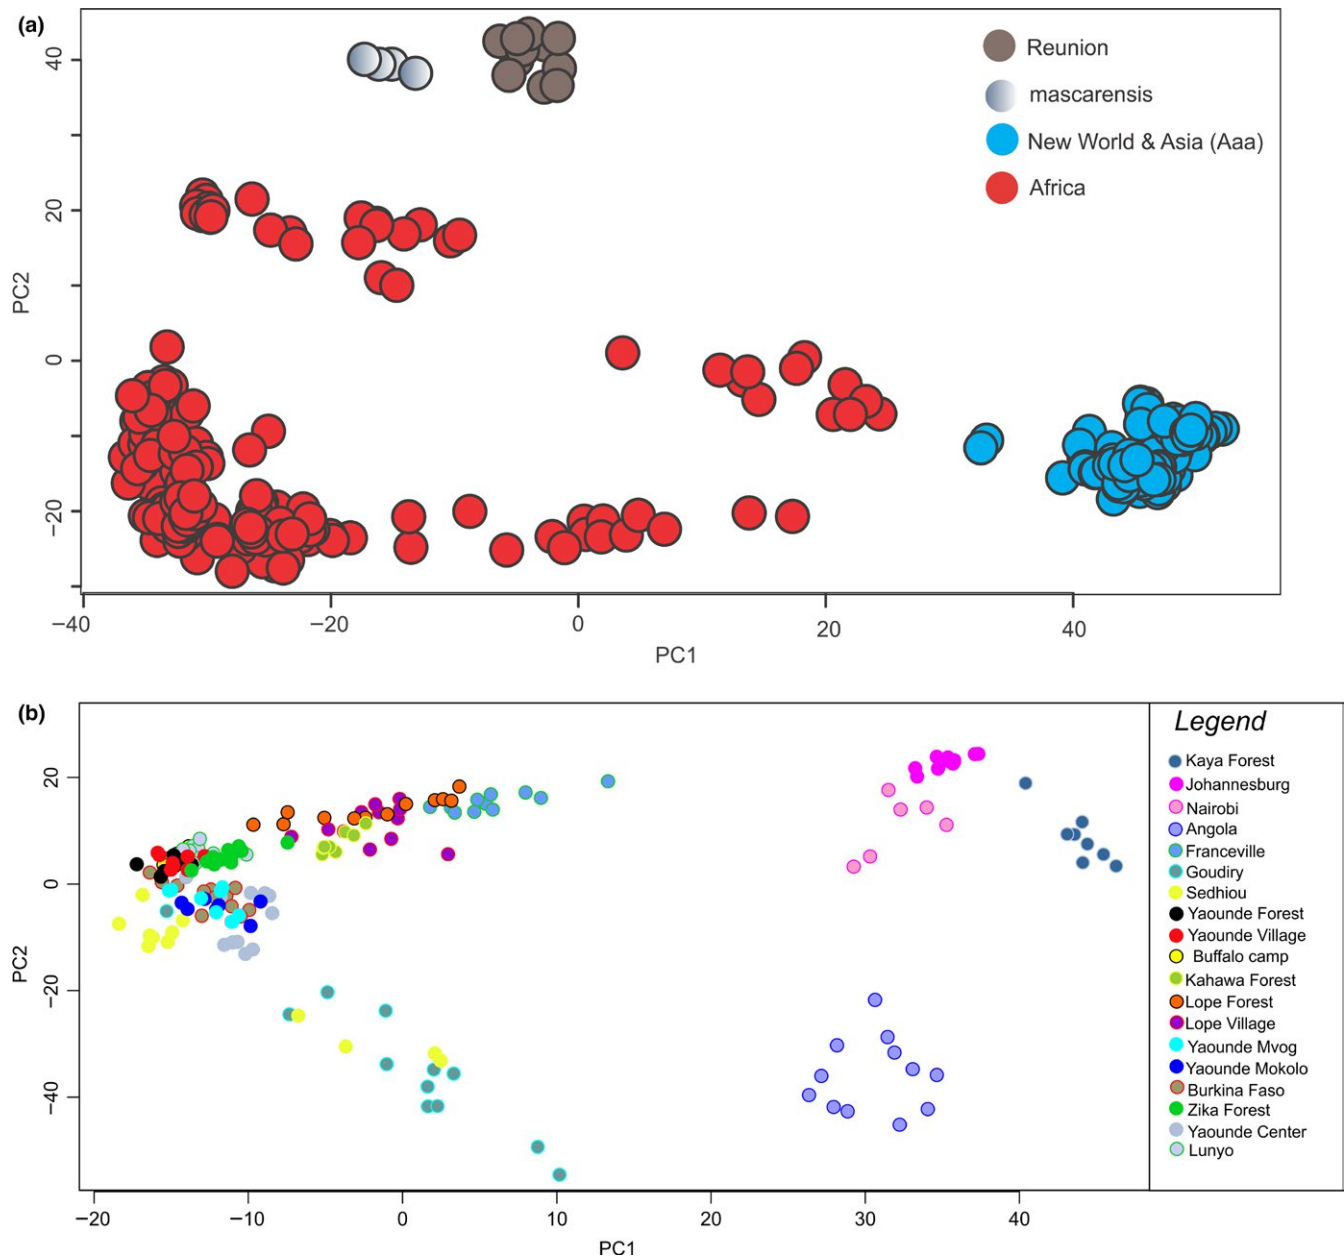 (a)
Reunion
mascarensis
New World & Asia (Aaa)
Africa
PC2
40
20
0
−20
−40
−20
0
20
40
PC1
(b)
PC2
20
0
−20
−40
−20
−10
0
10
20
30
40
PC1
Legend
Kaya Forest
Johannesburg
Nairobi
Angola
Franceville
Goudiry
Sedhiou
Yaounde Forest
Yaounde Village
Buffalo camp
Kahawa Forest
Lope Forest
Lope Village
Yaounde Mvog
Yaounde Mokolo
Burkina Faso
Zika Forest
Yaounde Center
Lunyo